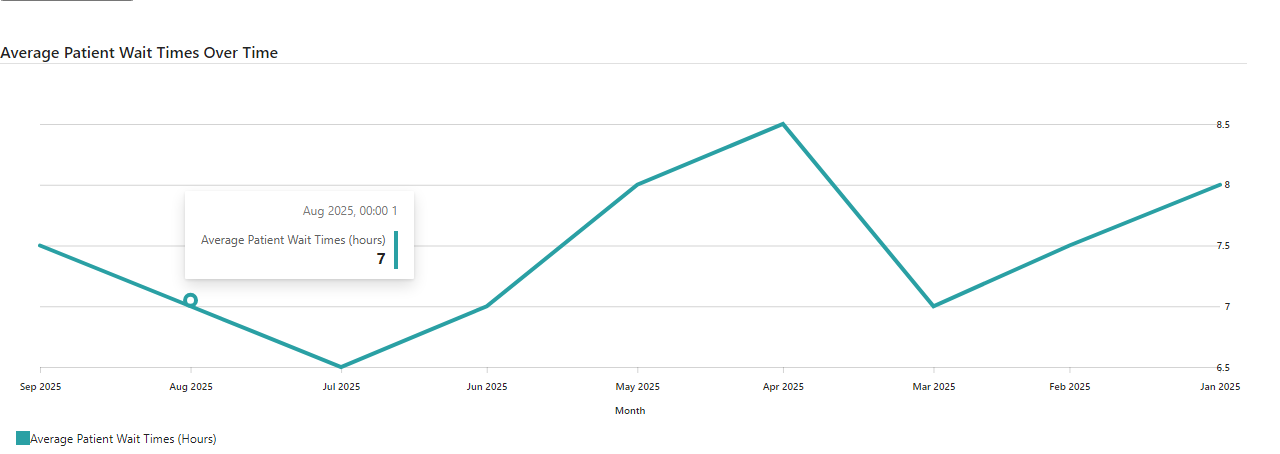 Average Patient Wait Times Over Time
8.5
8
7.5
7
6.5
Aug 2025, 00:00 1
Average Patient Wait Times (hours)
7
Sep 2025 Aug 2025 Jul 2025 Jun 2025 May 2025 Apr 2025 Mar 2025 Feb 2025 Jan 2025
Month
Average Patient Wait Times (Hours)